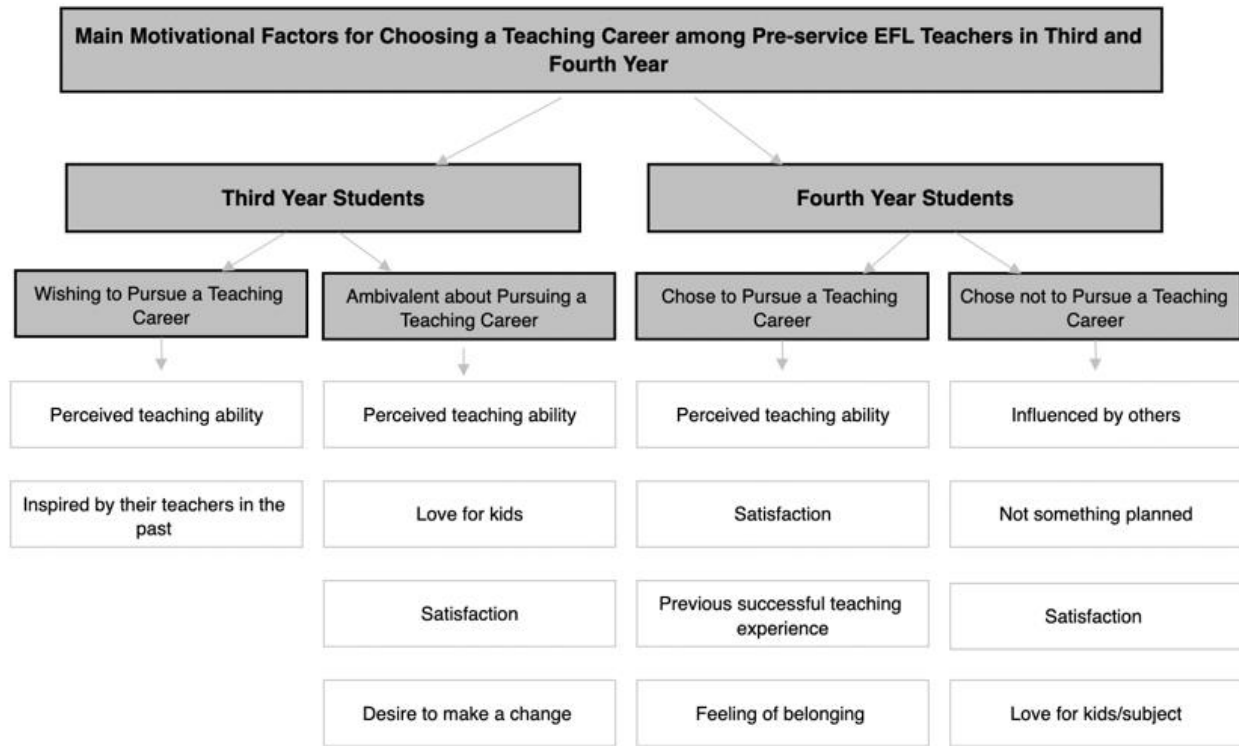 Main Motivational Factors for Choosing a Teaching Career among Pre-service EFL Teachers in Third and
Fourth Year
Third Year Students
Fourth Year Students
Wishing to Pursue a Teaching
Career
Ambivalent about Pursuing a
Teaching Career
Chose to Pursue a Teaching
Career
Chose not to Pursue a Teaching
Career
Perceived teaching ability
Perceived teaching ability
Perceived teaching ability
Influenced by others
Inspired by their teachers in the
past
Love for kids
Satisfaction
Not something planned
Satisfaction
Previous successful teaching
experience
Satisfaction
Desire to make a change
Feeling of belonging
Love for kids/subject